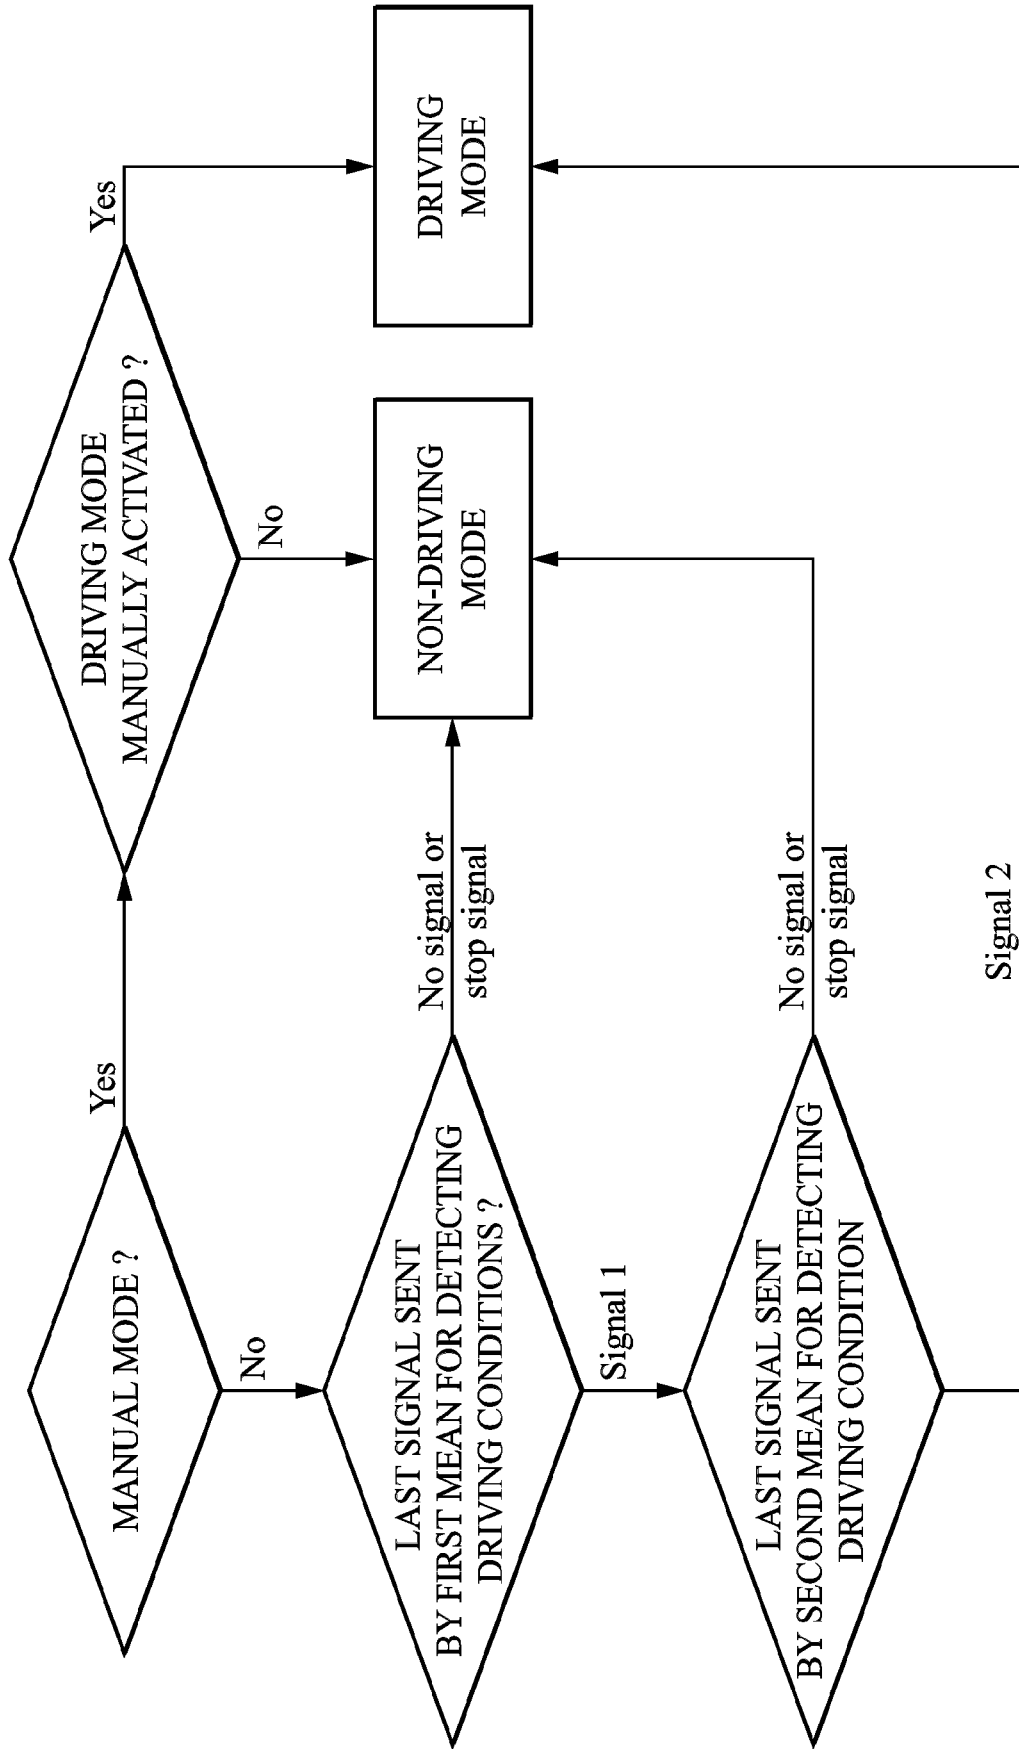 MANUAL MODE ?
Yes
DRIVING MODE
MANUALLY ACTIVATED ?
Yes
No
No
LAST SIGNAL SENT
BY FIRST MEAN FOR DETECTING
DRIVING CONDITIONS ?
No signal or
stop signal
NON-DRIVING
MODE
DRIVING
MODE
Signal 1
LAST SIGNAL SENT
BY SECOND MEAN FOR DETECTING
DRIVING CONDITION
No signal or
stop signal
Signal 2